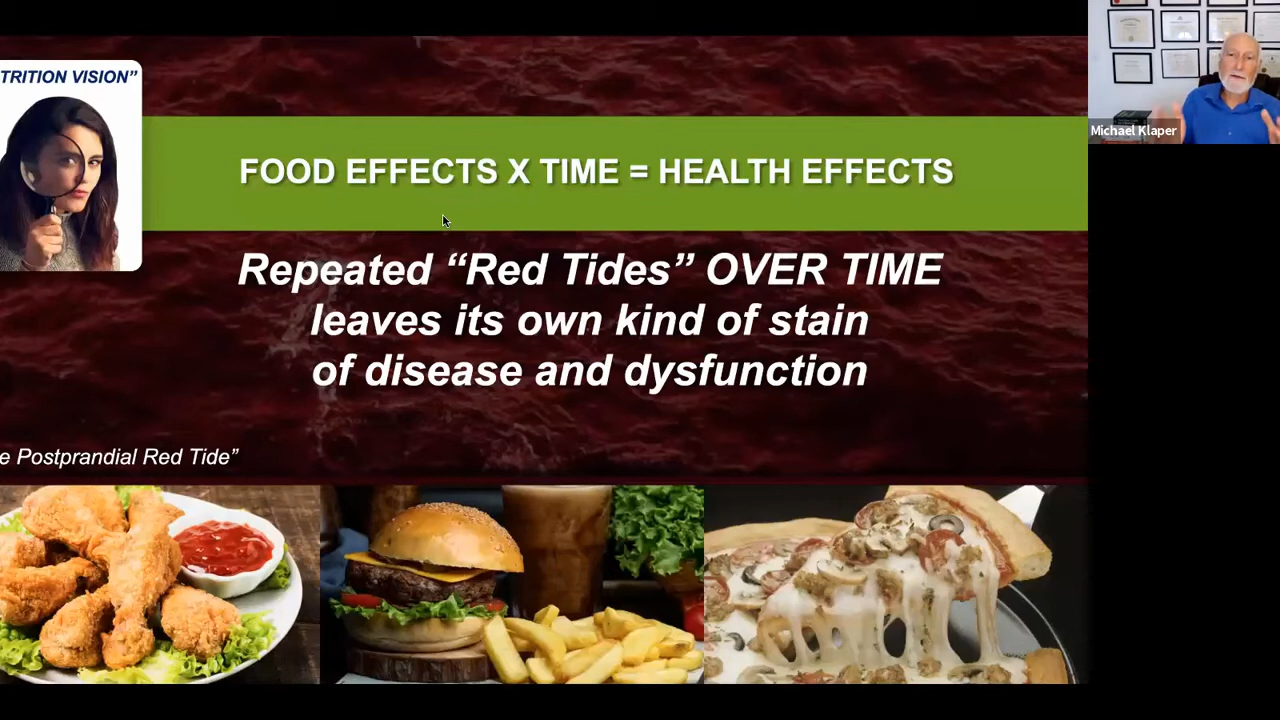 TRITION VISION”
Michael Klaper
FOOD EFFECTS X TIME = HEALTH EFFECTS
Repeated “Red Tides” OVER TIME
leaves its own kind of stain
of disease and dysfunction
e Postprandial Red Tide”